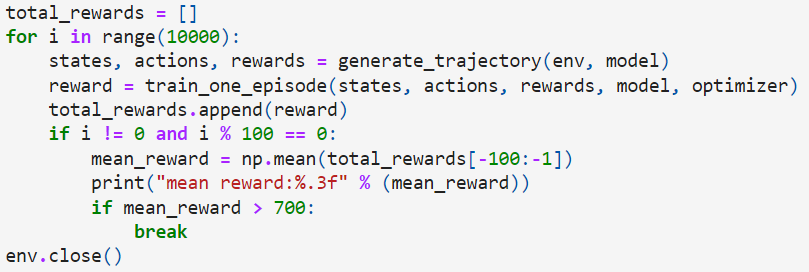 total_rewards = []
for i in range(10000):
    states, actions, rewards = generate_trajectory(env, model)
    reward = train_one_episode(states, actions, rewards, model, optimizer)
    total_rewards.append(reward)
    if i != 0 and i % 100 == 0:
        mean_reward = np.mean(total_rewards[-100:-1])
        print("mean reward:%.3f" % (mean_reward))
        if mean_reward > 700:
            break
env.close()